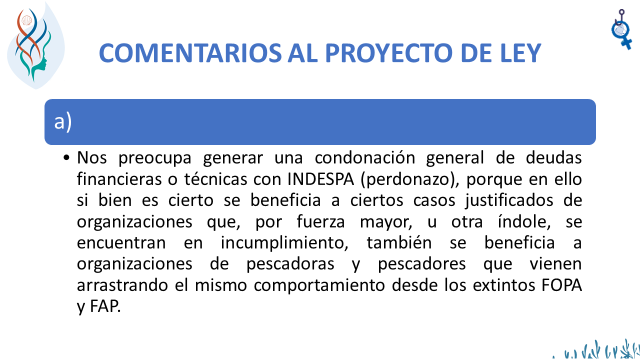 COMENTARIOS AL PROYECTO DE LEY
a)
• Nos preocupa generar una condonación general de deudas
financieras o técnicas con INDESPA (perdonazo), porque en ello
si bien es cierto se beneficia a ciertos casos justificados de
organizaciones que, por fuerza mayor, u otra índole, se
encuentran en incumplimiento, también se beneficia a
organizaciones de pescadoras y pescadores que vienen
arrastrando el mismo comportamiento desde los extintos FOPA
y FAP.